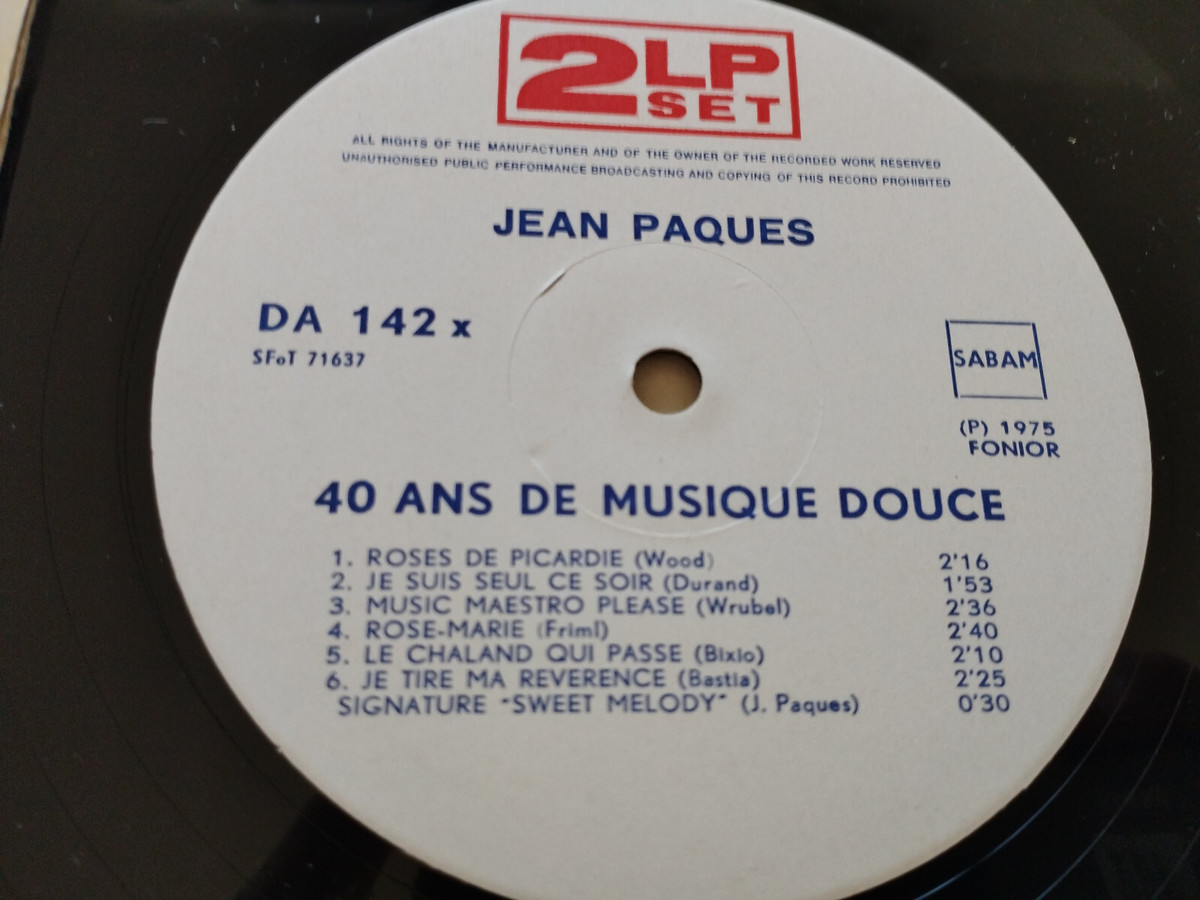 2LP
SET
ALL RIGHTS OF THE MANUFACTURER AND OF THE OWNER OF THE RECORDED WORK RESERVED
UNAUTHORISED PUBLIC PERFORMANCE BROADCASTING AND COPYING OF THIS RECORD PROHIBITED
JEAN PAQUES
DA 142 x
SFoT 71637
SABAM
(P) 1975
FONIOR
40 ANS DE MUSIQUE DOUCE
1. ROSES DE PICARDIE (Wood) 2'16
2. JE SUIS SEUL CE SOIR (Durand) 1'53
3. MUSIC MAESTRO PLEASE (Wrubel) 2'36
4. ROSE-MARIE (Friml) 2'40
5. LE CHALAND QUI PASSE (Bixio) 2'10
6. JE TIRE MA REVERENCE (Bastia) 2'25
SIGNATURE "SWEET MELODY" (J. Paques) 0'30